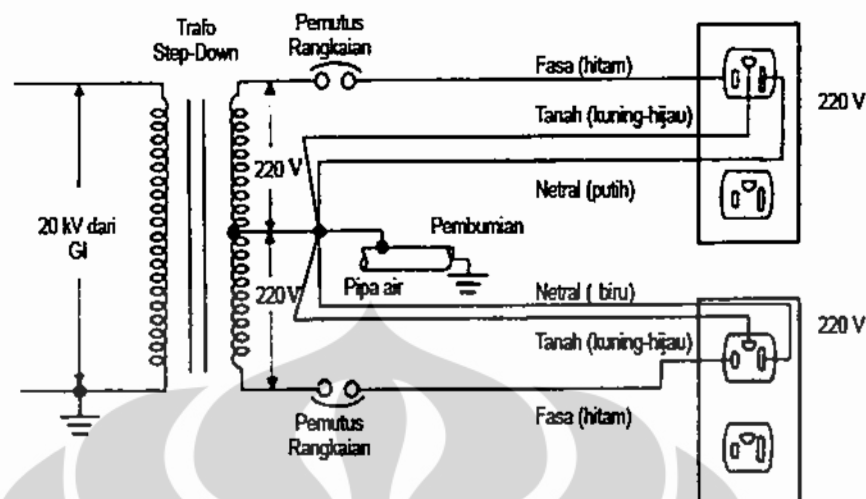 Trafo
Step-Down
Pemutus
Rangkaian
Fasa (hitam)
220 V
Tanah (kuning-hijau)
220 V
Netral (putih)
20 kV dari
GI
Pembumian
Pipa air
220 V
Netral ( biru)
220 V
Tanah (kuning-hijau)
Fasa (hitam)
Pemutus
Rangkaian